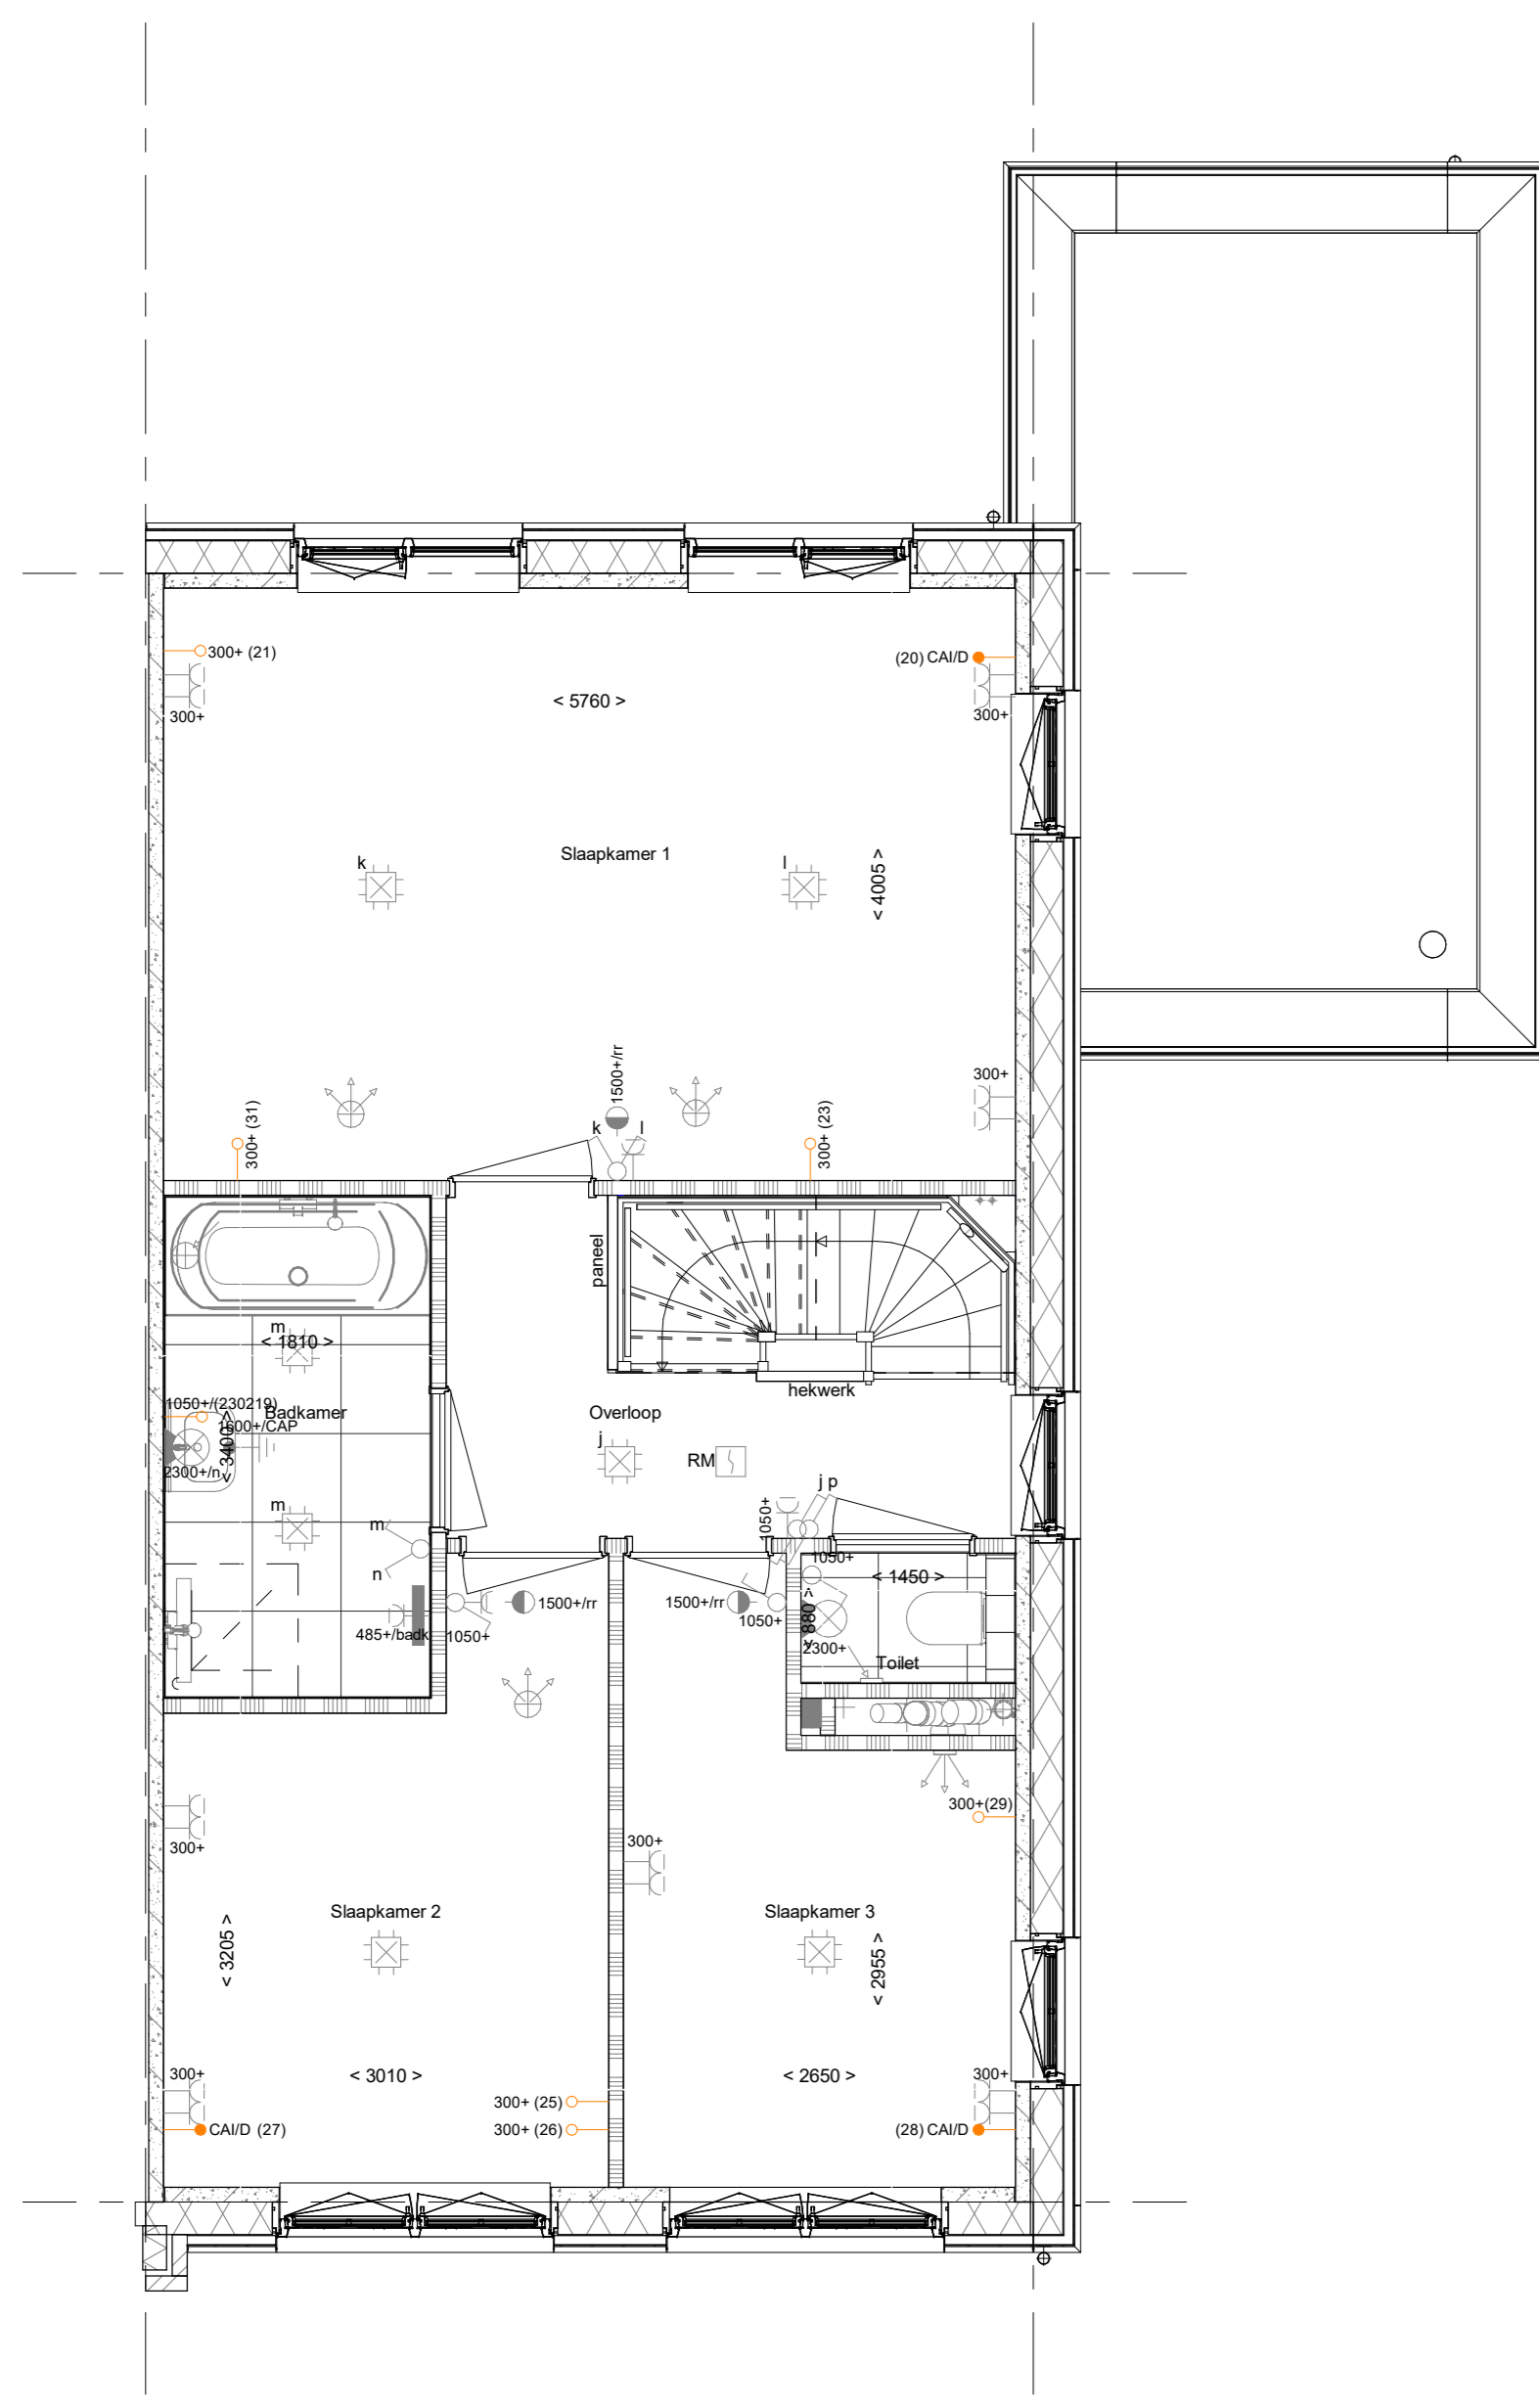 300+ (21)
(20) CAI/D
300+
300+
< 5760 >
Slaapkamer 1
k
l
< 4005 >
1500+/rr
300+
300+ (31)
k
l
300+ (23)
paneel
m
< 1810 >
hekwerk
1050+/(230219)
Badkamer
1600+/CAP
< 3400 >
2300+/n
Overloop
j
RM
j p
m
m
n
1050+
1050+
< 1450 >
1500+/rr
1500+/rr
485+/badk
1050+
1050+
< 880 >
2300+
Toilet
300+(29)
300+
300+
Slaapkamer 2
Slaapkamer 3
< 3205 >
< 2955 >
300+
< 3010 >
< 2650 >
300+
300+ (25)
CAI/D (27)
300+ (26)
(28) CAI/D